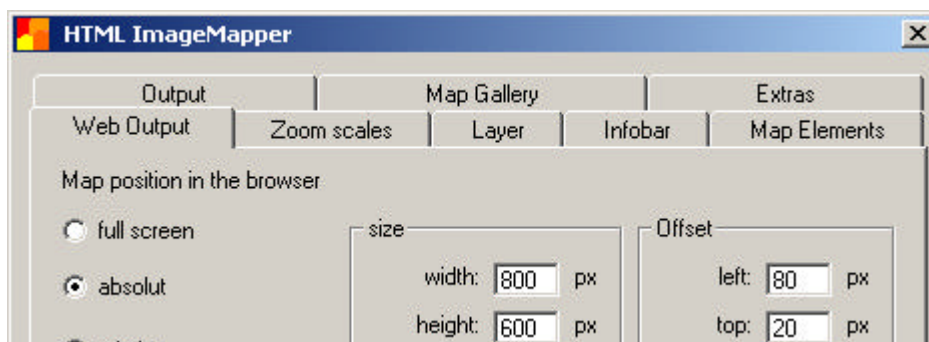 HTML ImageMapper
Output Map Gallery Extras
Web Output Zoom scales Layer Infobar Map Elements
Map position in the browser
full screen size Offset
width: 800 px left: 80 px
absolut
height: 600 px top: 20 px